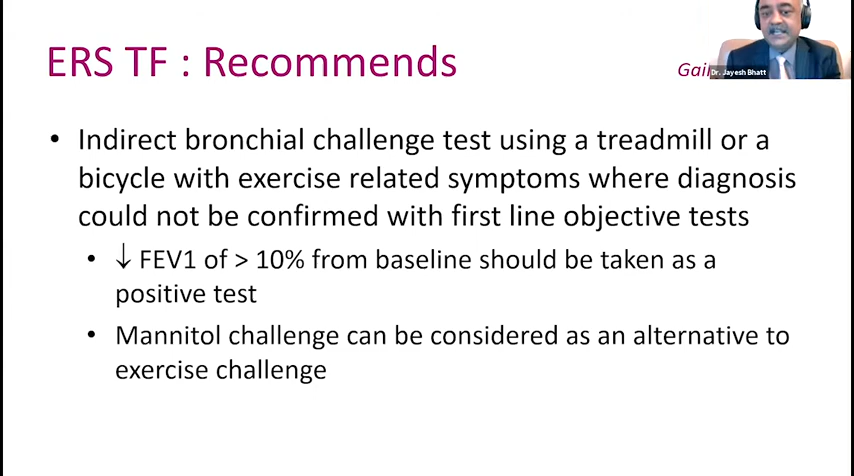 ERS TF : Recommends
Dr. Jayesh Bhatt
• Indirect bronchial challenge test using a treadmill or a
bicycle with exercise related symptoms where diagnosis
could not be confirmed with first line objective tests
• ↓ FEV1 of > 10% from baseline should be taken as a
positive test
• Mannitol challenge can be considered as an alternative to
exercise challenge